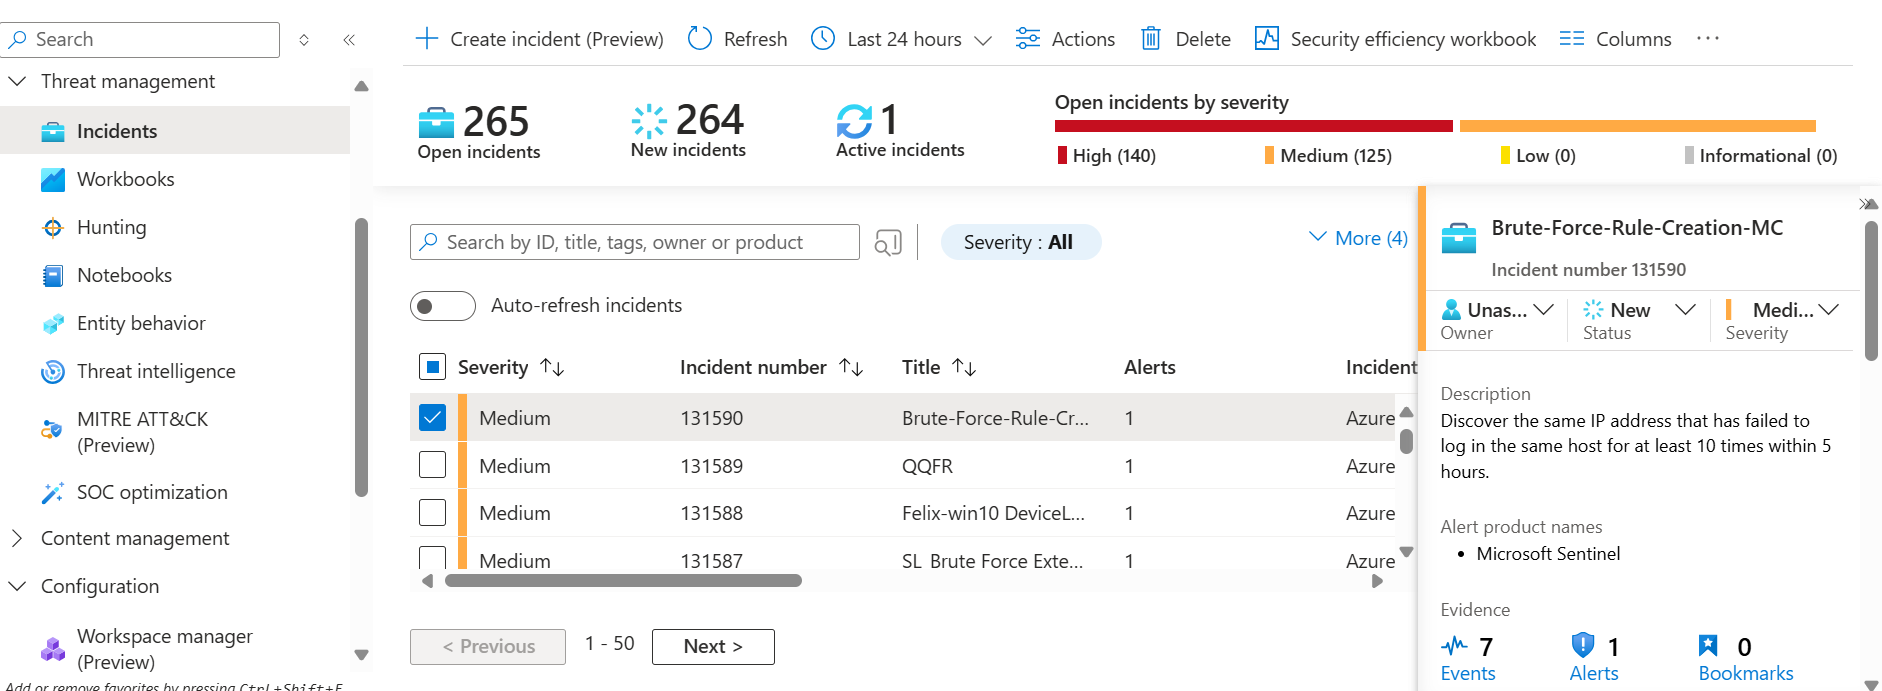 Search
Create incident (Preview)
Refresh
Last 24 hours
Actions
Delete
Security efficiency workbook
Columns
Threat management
Incidents
Workbooks
Hunting
Notebooks
Entity behavior
Threat intelligence
MITRE ATT&CK
(Preview)
SOC optimization
Content management
Configuration
Workspace manager
(Preview)
Add or remove favorites by pressing Ctrl+Shift+F
265
Open incidents
264
New incidents
1
Active incidents
Open incidents by severity
High (140)
Medium (125)
Low (0)
Informational (0)
Search by ID, title, tags, owner or product
Severity : All
More (4)
Auto-refresh incidents
Severity Incident number Title Alerts Incident
Medium 131590 Brute-Force-Rule-Cr... 1 Azure
Medium 131589 QQFR 1 Azure
Medium 131588 Felix-win10 DeviceL... 1 Azure
Medium 131587 SL_Brute Force Exte... 1 Azure
< Previous 1 - 50 Next >
Brute-Force-Rule-Creation-MC
Incident number 131590
Unas... New Medi...
Owner Status Severity
Description
Discover the same IP address that has failed to
log in the same host for at least 10 times within 5
hours.
Alert product names
• Microsoft Sentinel
Evidence
7 1 0
Events Alerts Bookmarks